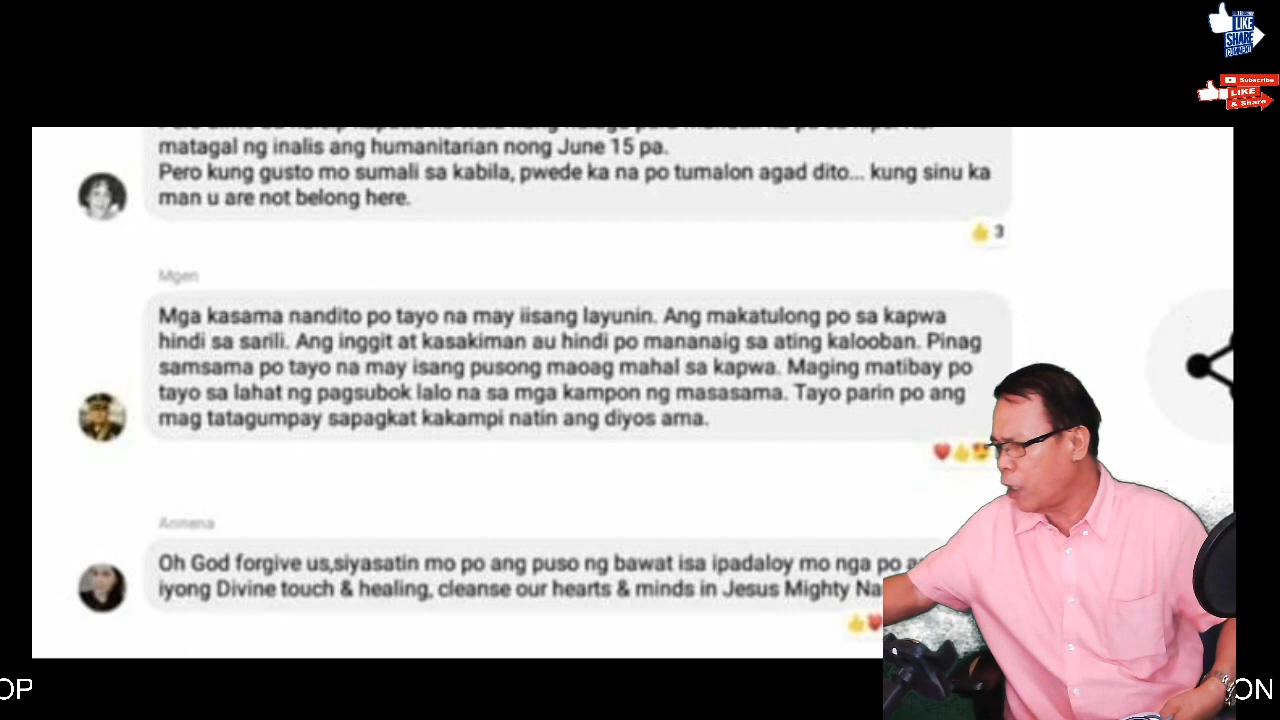 LIKE
SHARE
COMMENT
Subscribe
LIKE
& Share
matagal ng inalis ang humanitarian nong June 15 pa.
Pero kung gusto mo sumali sa kabila, pwede ka na po tumalon agad dito... kung sinu ka
man u are not belong here.
3
Mgen
Mga kasama nandito po tayo na may iisang layunin. Ang makatulong po sa kapwa
hindi sa sarili. Ang inggit at kasakiman au hindi po mananaig sa ating kalooban. Pinag
samsama po tayo na may isang pusong maoag mahal sa kapwa. Maging matibay po
tayo sa lahat ng pagsubok lalo na sa mga kampon ng masasama. Tayo parin po ang
mag tatagumpay sapagkat kakampi natin ang diyos ama.
Annena
Oh God forgive us,siyasatin mo po ang puso ng bawat isa ipadaloy mo nga po
iyong Divine touch & healing, cleanse our hearts & minds in Jesus Mighty
OP
ON